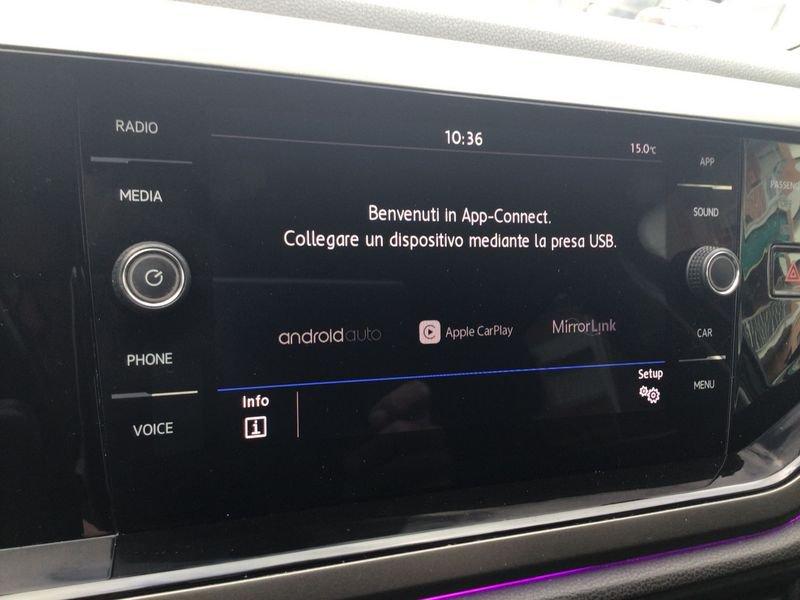 RADIO
MEDIA
PHONE
VOICE
10:36
15.0°C
Benvenuti in App-Connect.
Collegare un dispositivo mediante la presa USB.
androidauto
Apple CarPlay
MirrorLink
Info
i
Setup
APP
SOUND
CAR
MENU